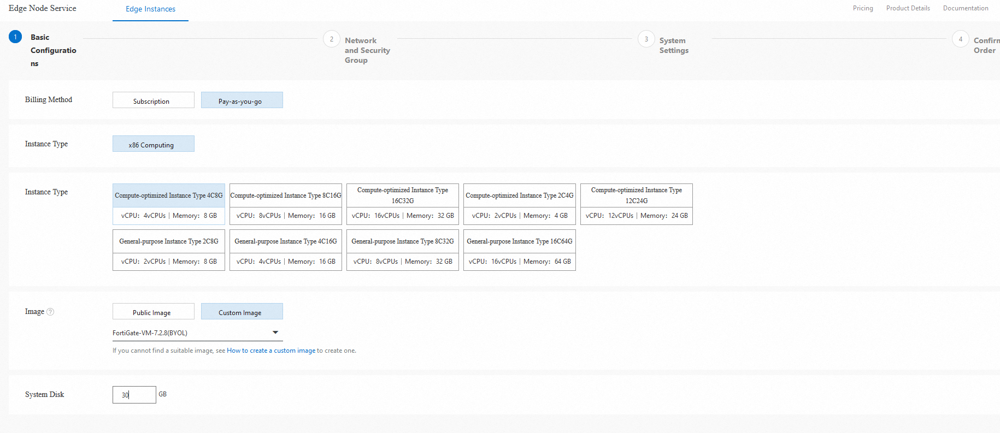 Edge Node Service
Edge Instances
Pricing
Product Details
Documentation
1
Basic
Configuratio
ns
2
Network
and Security
Group
3
System
Settings
4
Confirm
Order
Billing Method
Subscription
Pay-as-you-go
Instance Type
x86 Computing
Instance Type
Compute-optimized Instance Type 4C8G
vCPU: 4vCPUs | Memory: 8 GB
Compute-optimized Instance Type 8C16G
vCPU: 8vCPUs | Memory: 16 GB
Compute-optimized Instance Type
16C32G
vCPU: 16vCPUs | Memory: 32 GB
Compute-optimized Instance Type 2C4G
vCPU: 2vCPUs | Memory: 4 GB
Compute-optimized Instance Type
12C24G
vCPU: 12vCPUs | Memory: 24 GB
General-purpose Instance Type 2C8G
vCPU: 2vCPUs | Memory: 8 GB
General-purpose Instance Type 4C16G
vCPU: 4vCPUs | Memory: 16 GB
General-purpose Instance Type 8C32G
vCPU: 8vCPUs | Memory: 32 GB
General-purpose Instance Type 16C64G
vCPU: 16vCPUs | Memory: 64 GB
Image ?
Public Image
Custom Image
FortiGate-VM-7.2.8(BYOL)
If you cannot find a suitable image, see How to create a custom image to create one.
System Disk
30
GB